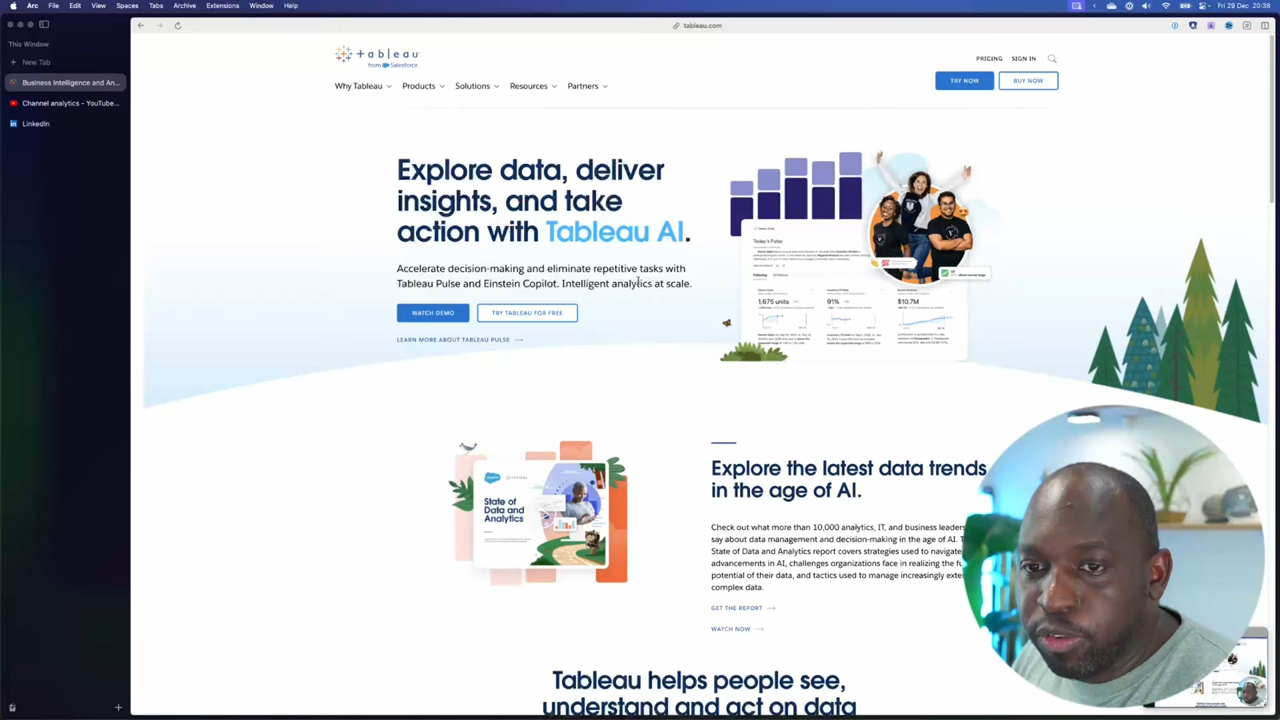 Arc File Edit View Spaces Tabs Archive Extensions Window Help
Fri 29 Dec 20:38
This Window
New Tab
Business Intelligence and An...
Channel analytics - YouTube...
LinkedIn
tableau.com
+ a b | e a u
from Salesforce
PRICING SIGN IN
TRY NOW BUY NOW
Why Tableau Products Solutions Resources Partners
Explore data, deliver
insights, and take
action with Tableau AI.
Accelerate decision-making and eliminate repetitive tasks with
Tableau Pulse and Einstein Copilot. Intelligent analytics at scale.
WATCH DEMO TRY TABLEAU FOR FREE
LEARN MORE ABOUT TABLEAU PULSE
Today's Pulse
Following
1,675 units 91% $10.7M
State of
Data and
Analytics
Explore the latest data trends
in the age of AI.
Check out what more than 10,000 analytics, IT, and business leaders
say about data management and decision-making in the age of AI. T
State of Data and Analytics report covers strategies used to navigate
advancements in AI, challenges organizations face in realizing the fu
potential of their data, and tactics used to manage increasingly
complex data.
GET THE REPORT
WATCH NOW
Tableau helps people see,
understand and act on data